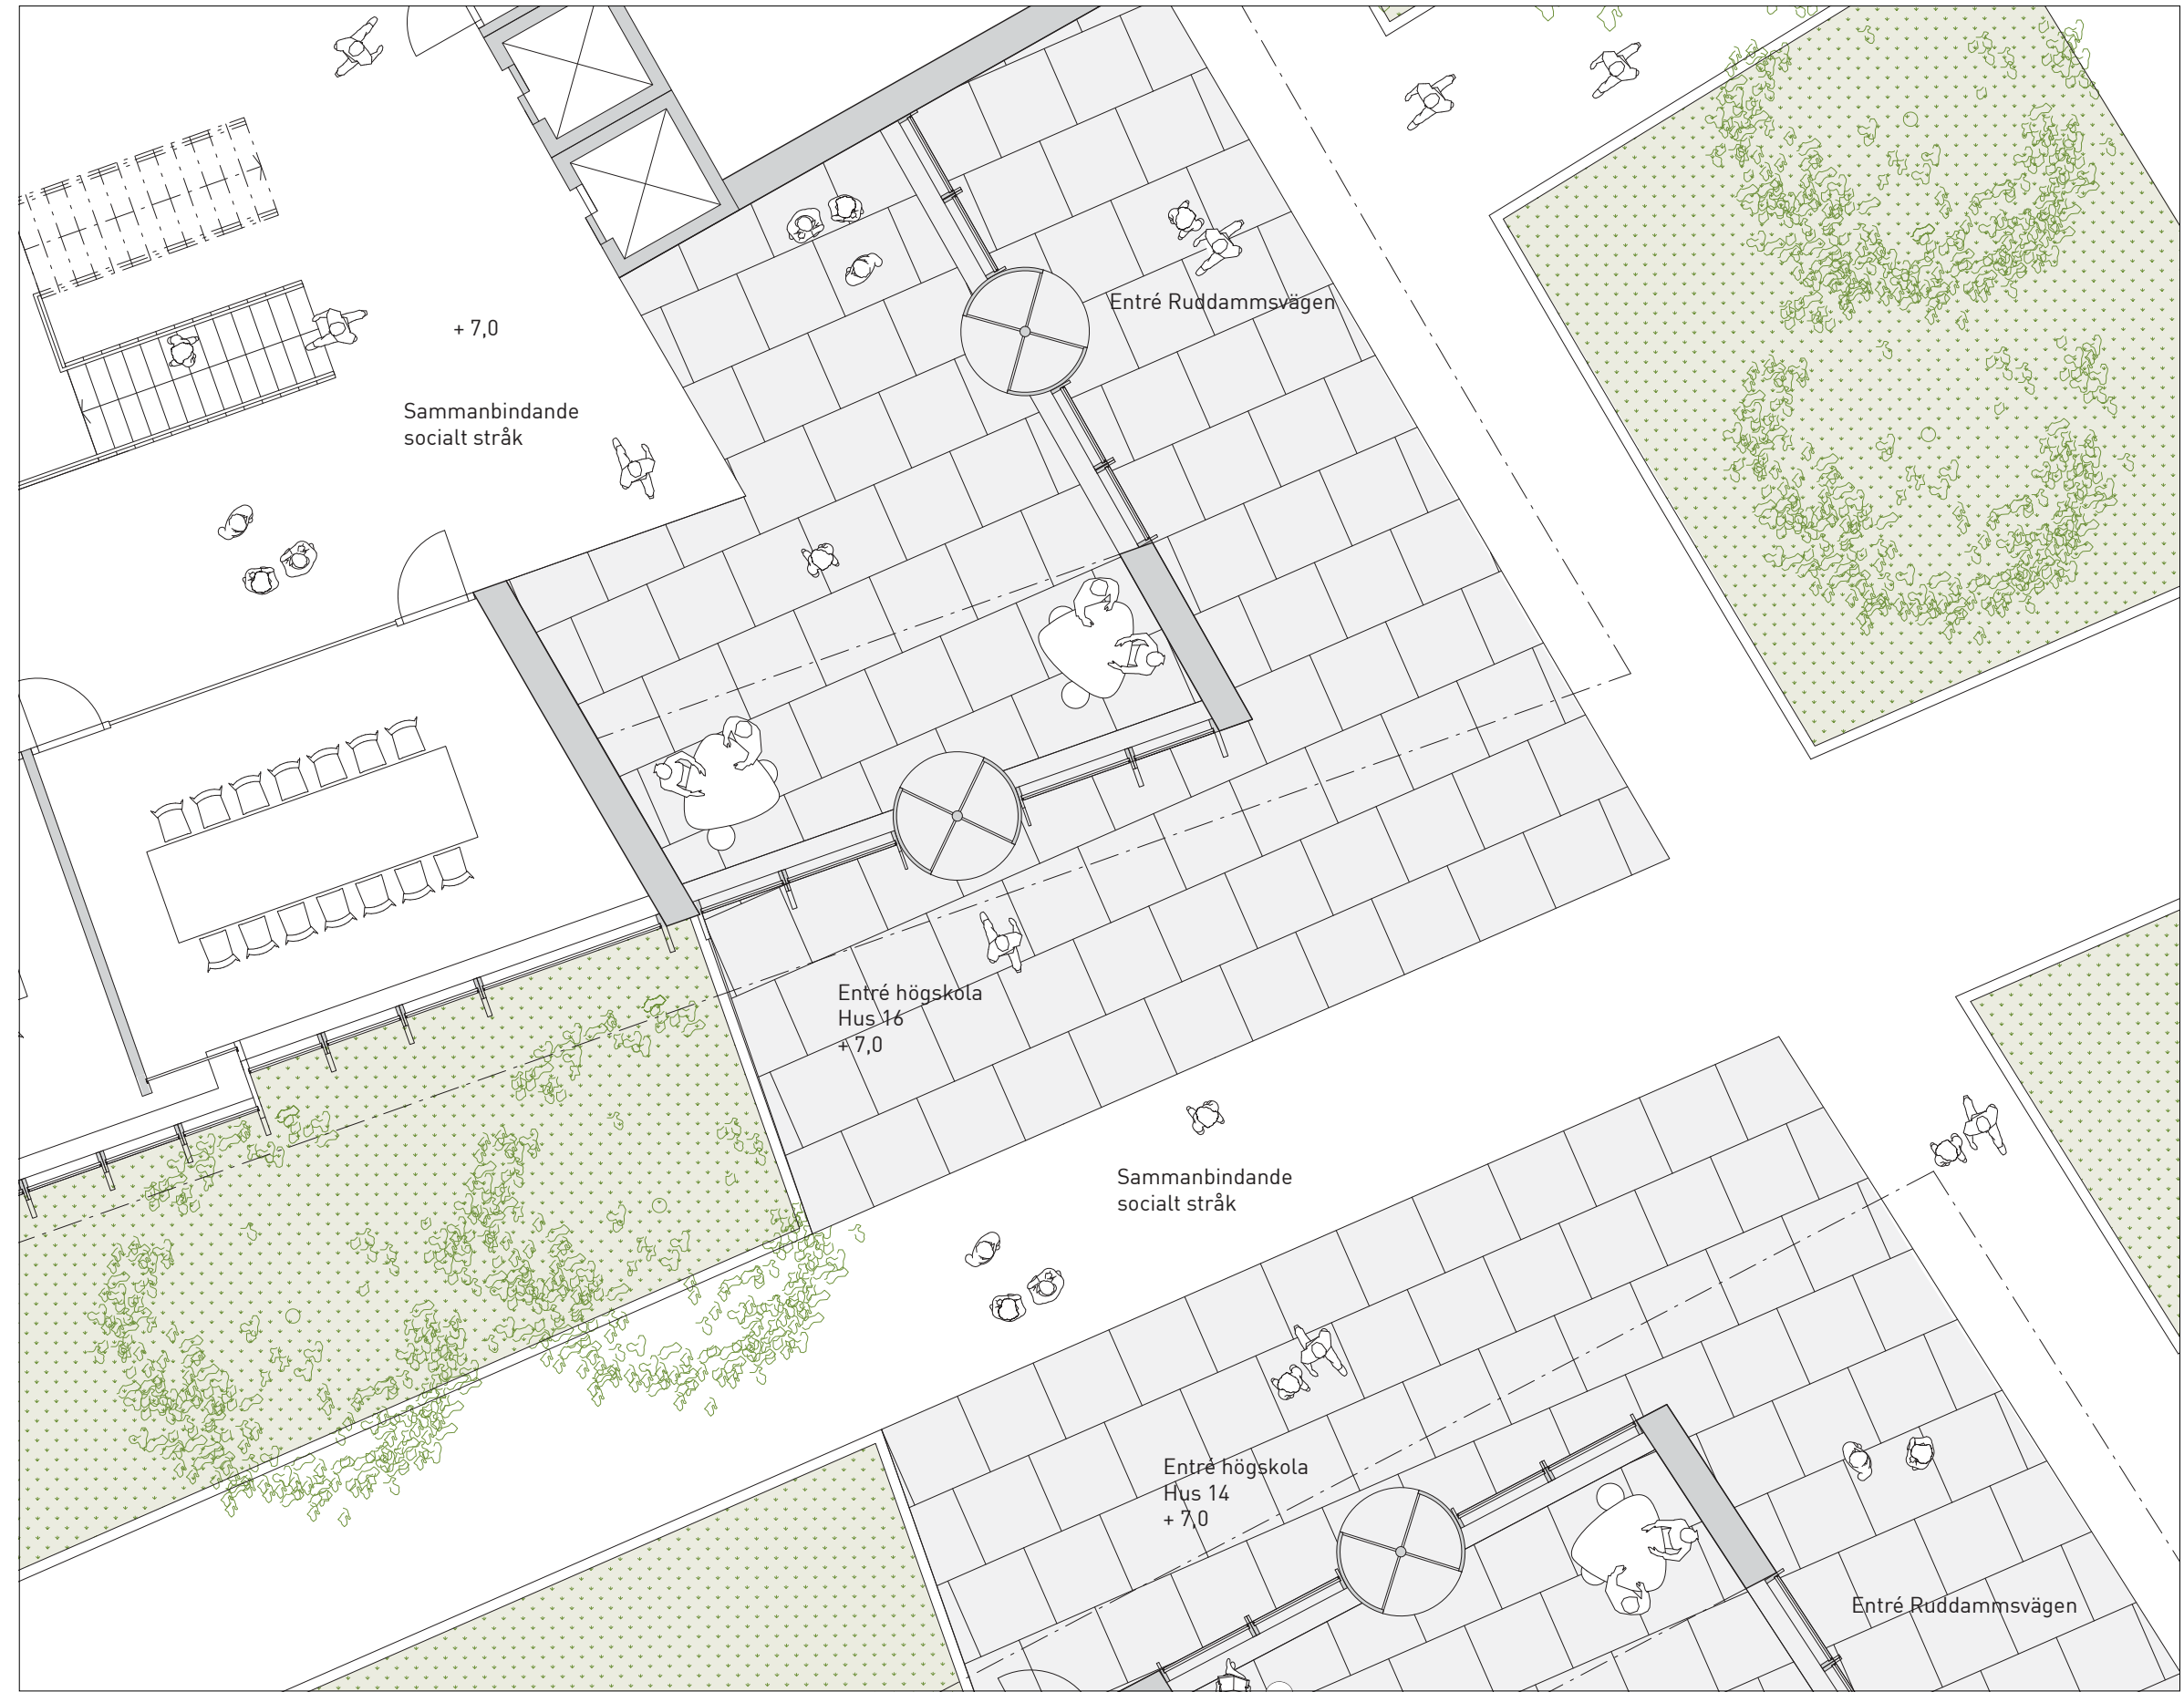 Entré Ruddammsvägen
+ 7,0
Sammanbindande
socialt stråk
Entré högskola
Hus 16
+ 7,0
Sammanbindande
socialt stråk
Entré högskola
Hus 14
+ 7,0
Entré Ruddammsvägen